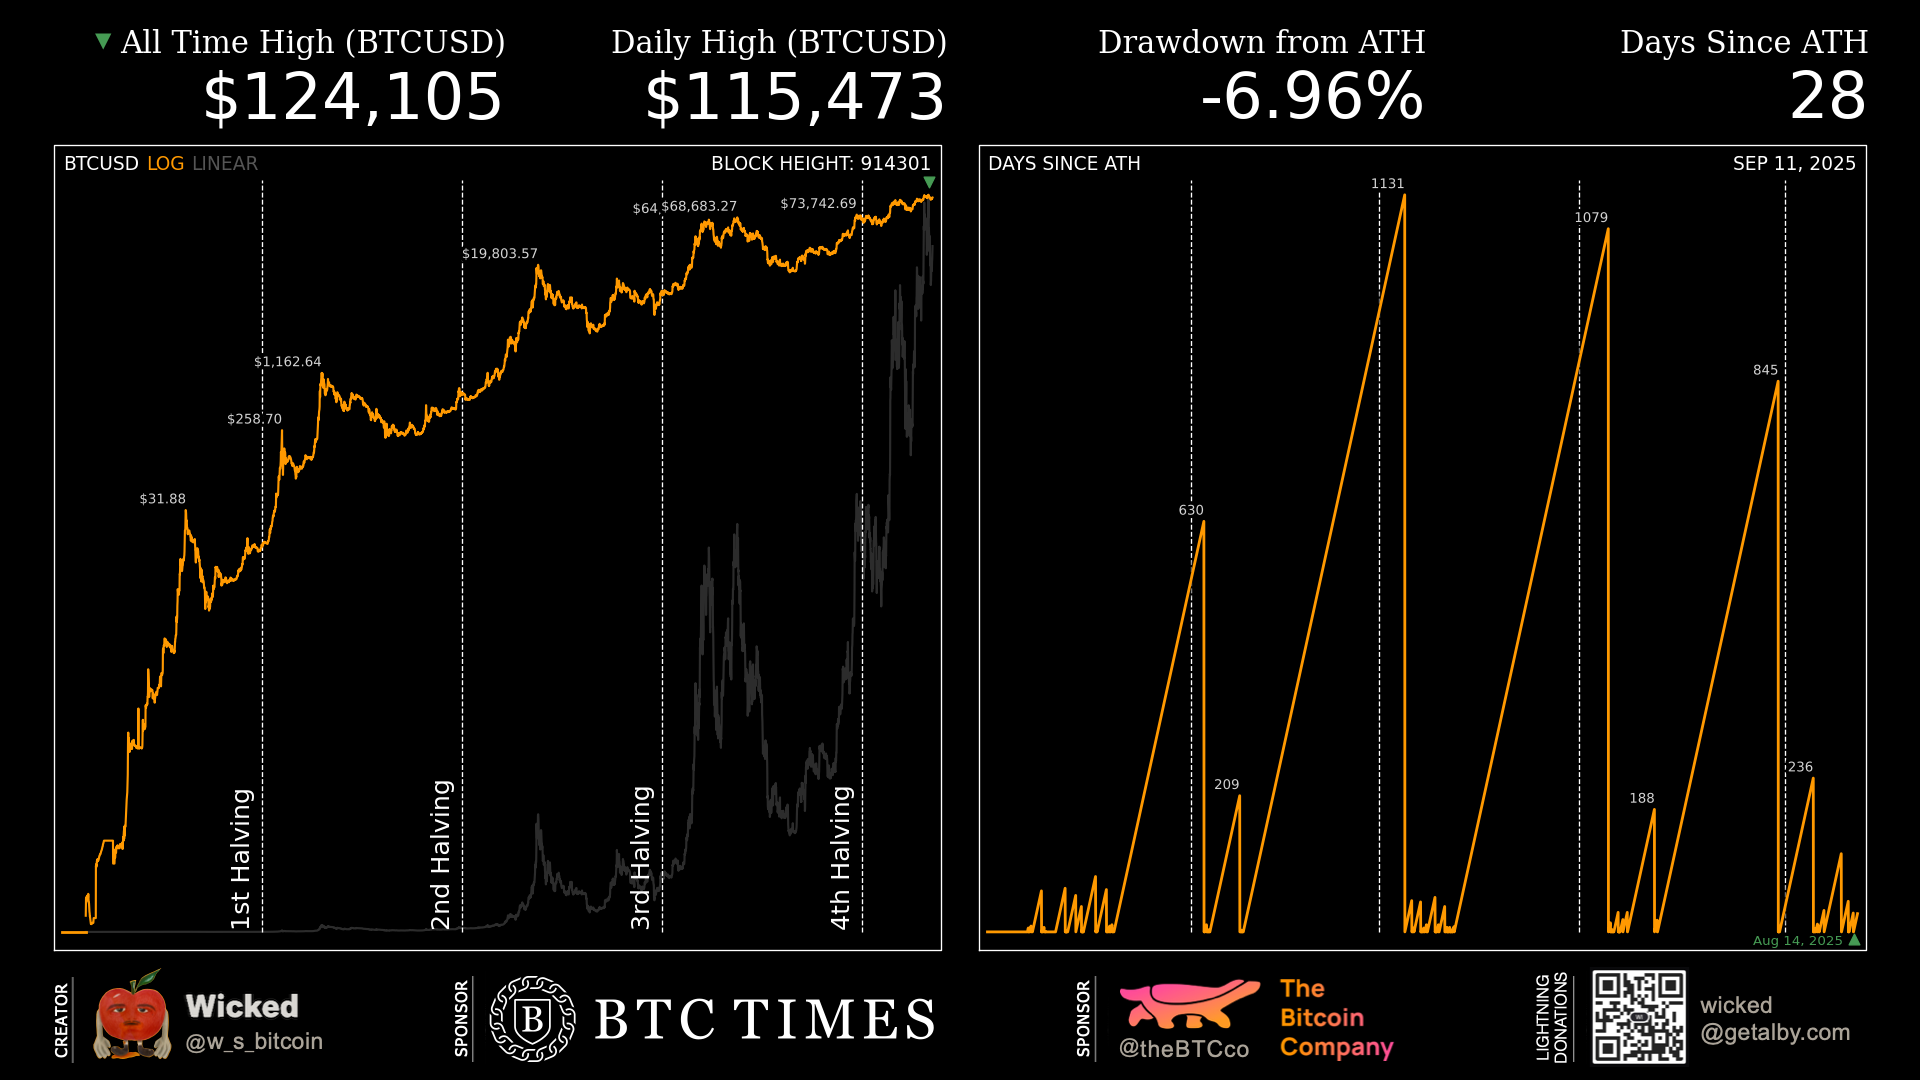 ▼ All Time High (BTCUSD)
$124,105
Daily High (BTCUSD)
$115,473
Drawdown from ATH
-6.96%
Days Since ATH
28
BTCUSD LOG LINEAR
BLOCK HEIGHT: 914301
$31.88
$258.70
$1,162.64
$19,803.57
$64,
$68,683.27
$73,742.69
1st Halving
2nd Halving
3rd Halving
4th Halving
DAYS SINCE ATH
SEP 11, 2025
630
209
1131
1079
188
845
236
Aug 14, 2025
CREATOR
Wicked
@w_s_bitcoin
SPONSOR
B
BTC TIMES
SPONSOR
@theBTCco
The
Bitcoin
Company
LIGHTNING
DONATIONS
wicked
@getalby.com